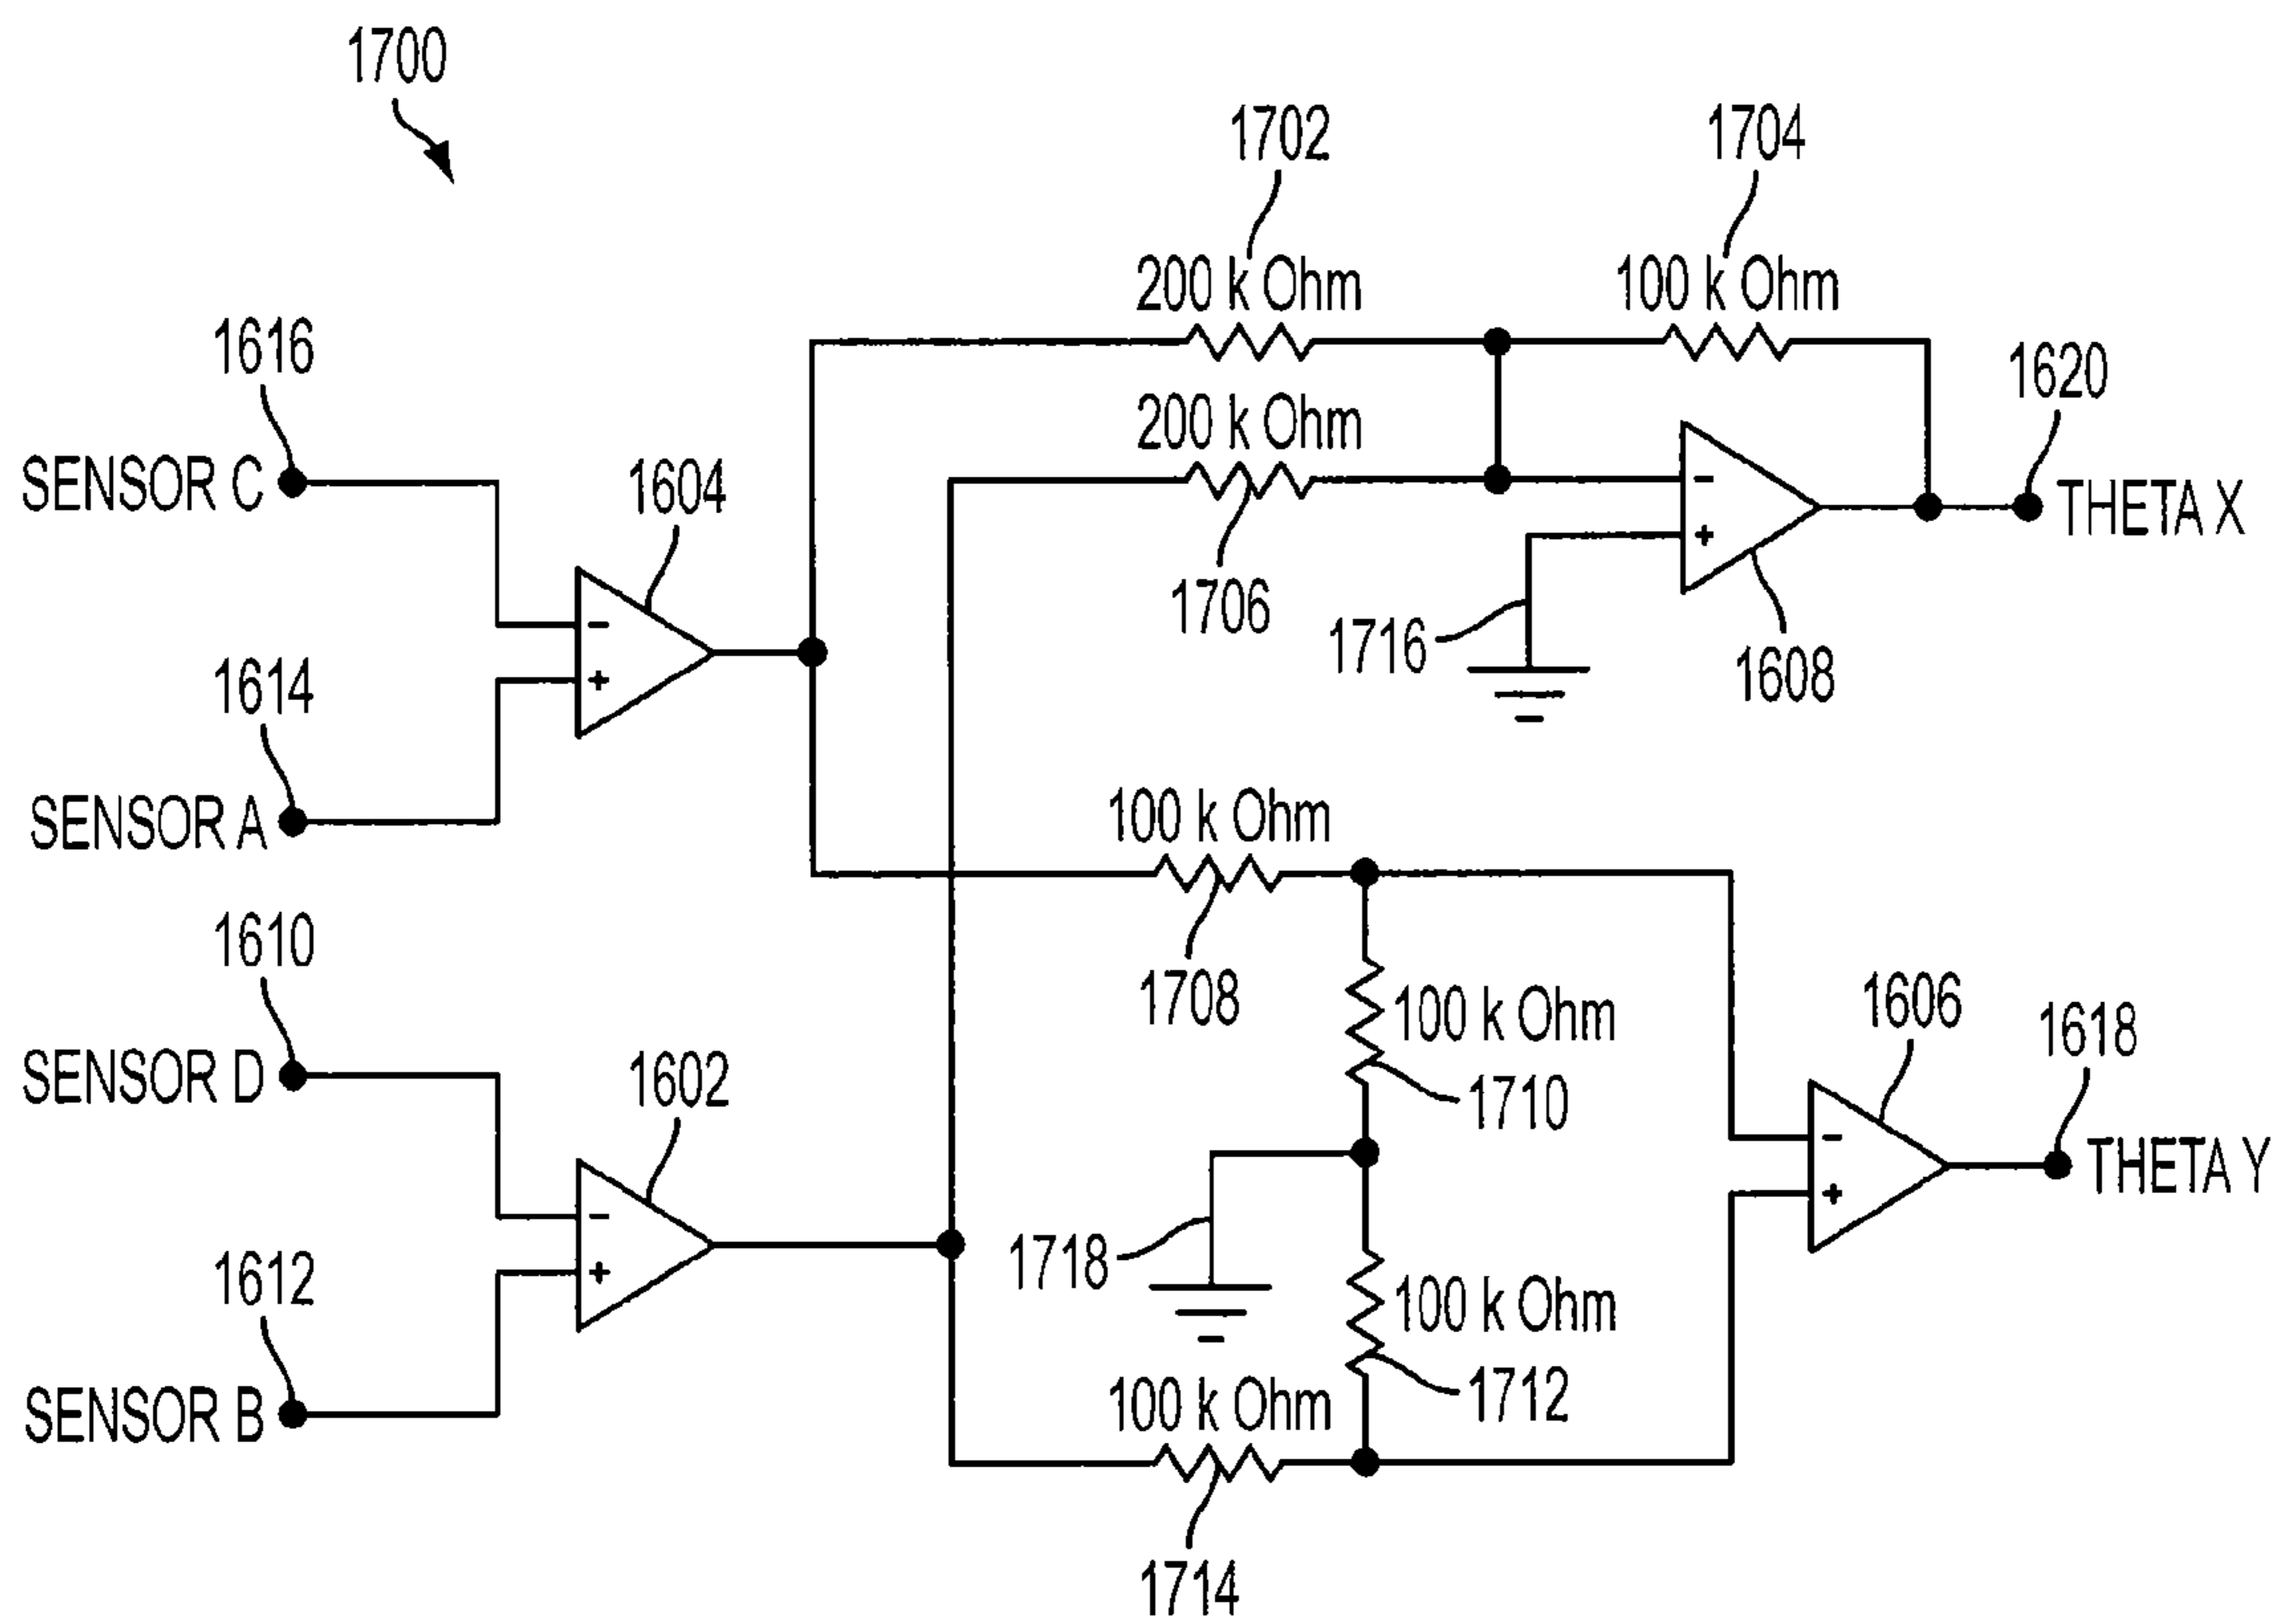 1700
1702
1704
200 k Ohm
100 k Ohm
1616
1620
200 k Ohm
SENSOR C
1604
-
THETA X
+
1706
1716
1608
-
1614
+
SENSOR A
100 k Ohm
1610
1708
100 k Ohm
1606
1618
SENSOR D
1602
1710
-
THETA Y
+
-
1612
+
1718
100 k Ohm
1712
SENSOR B
100 k Ohm
1714